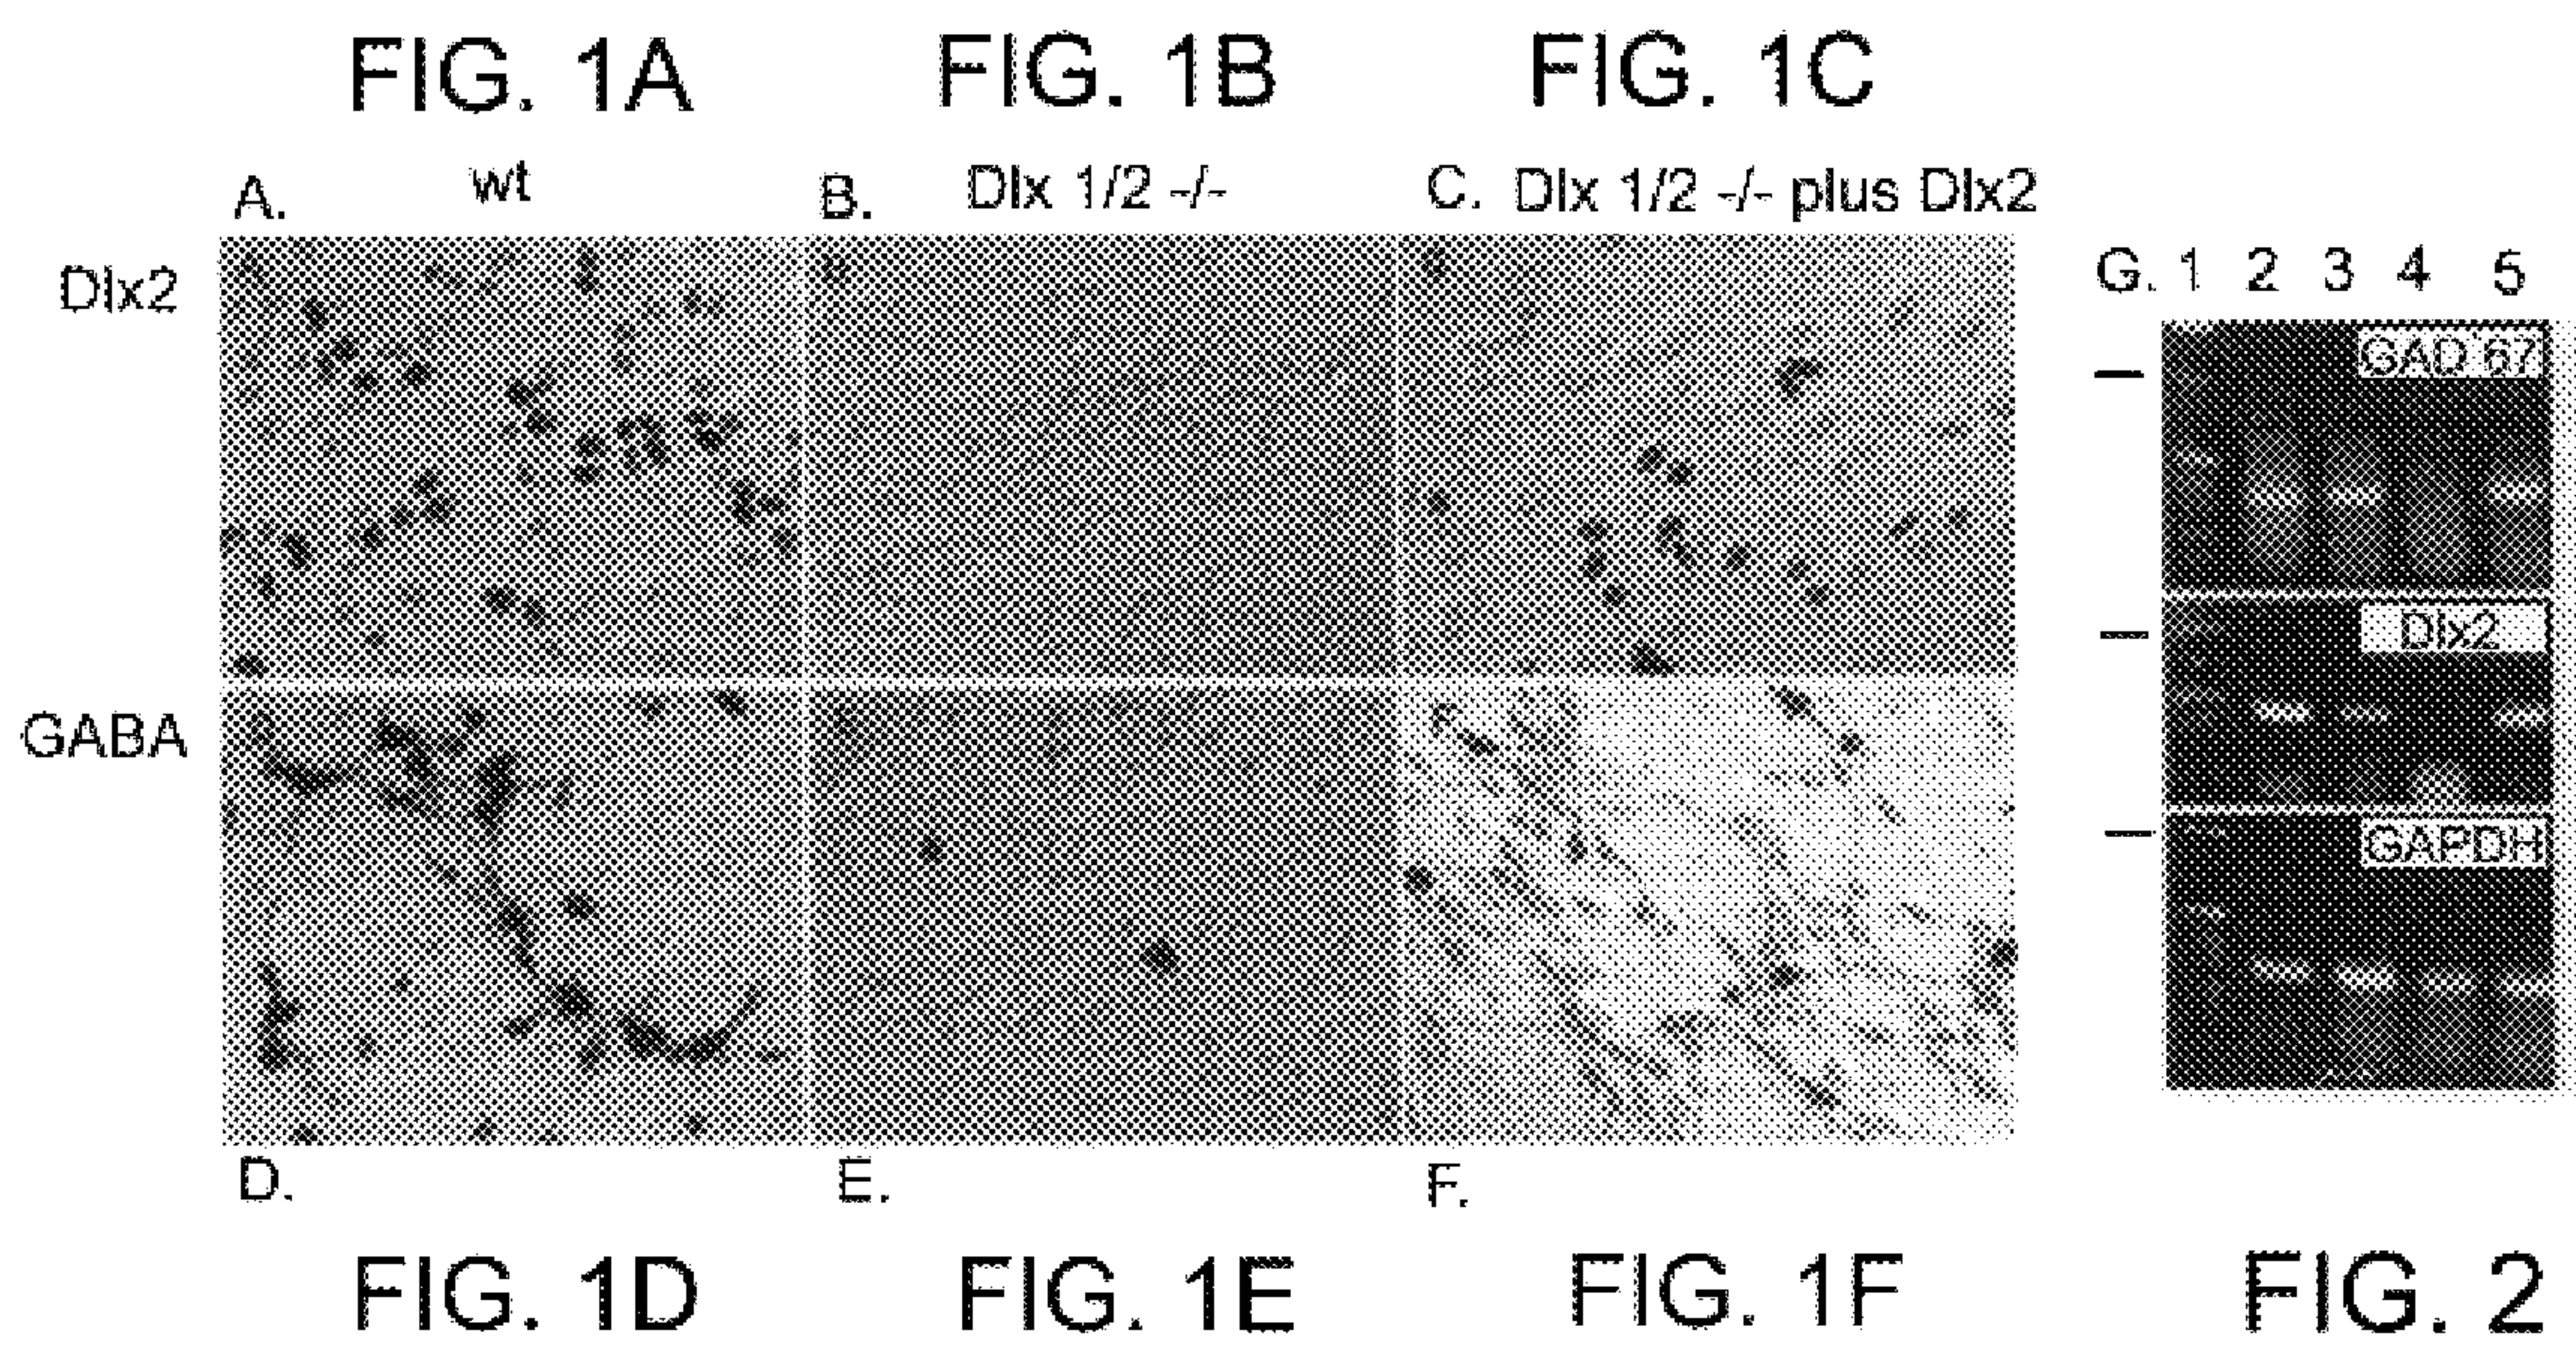 FIG. 1A
FIG. 1B
FIG. 1C
A. wt
B. Dlx 1/2 -/-
C. Dlx 1/2 -/- plus Dlx2
Dlx2
GABA
G. 1 2 3 4 5
GAD 67
Dlx2
GAPDH
D.
E.
F.
FIG. 1D
FIG. 1E
FIG. 1F
FIG. 2